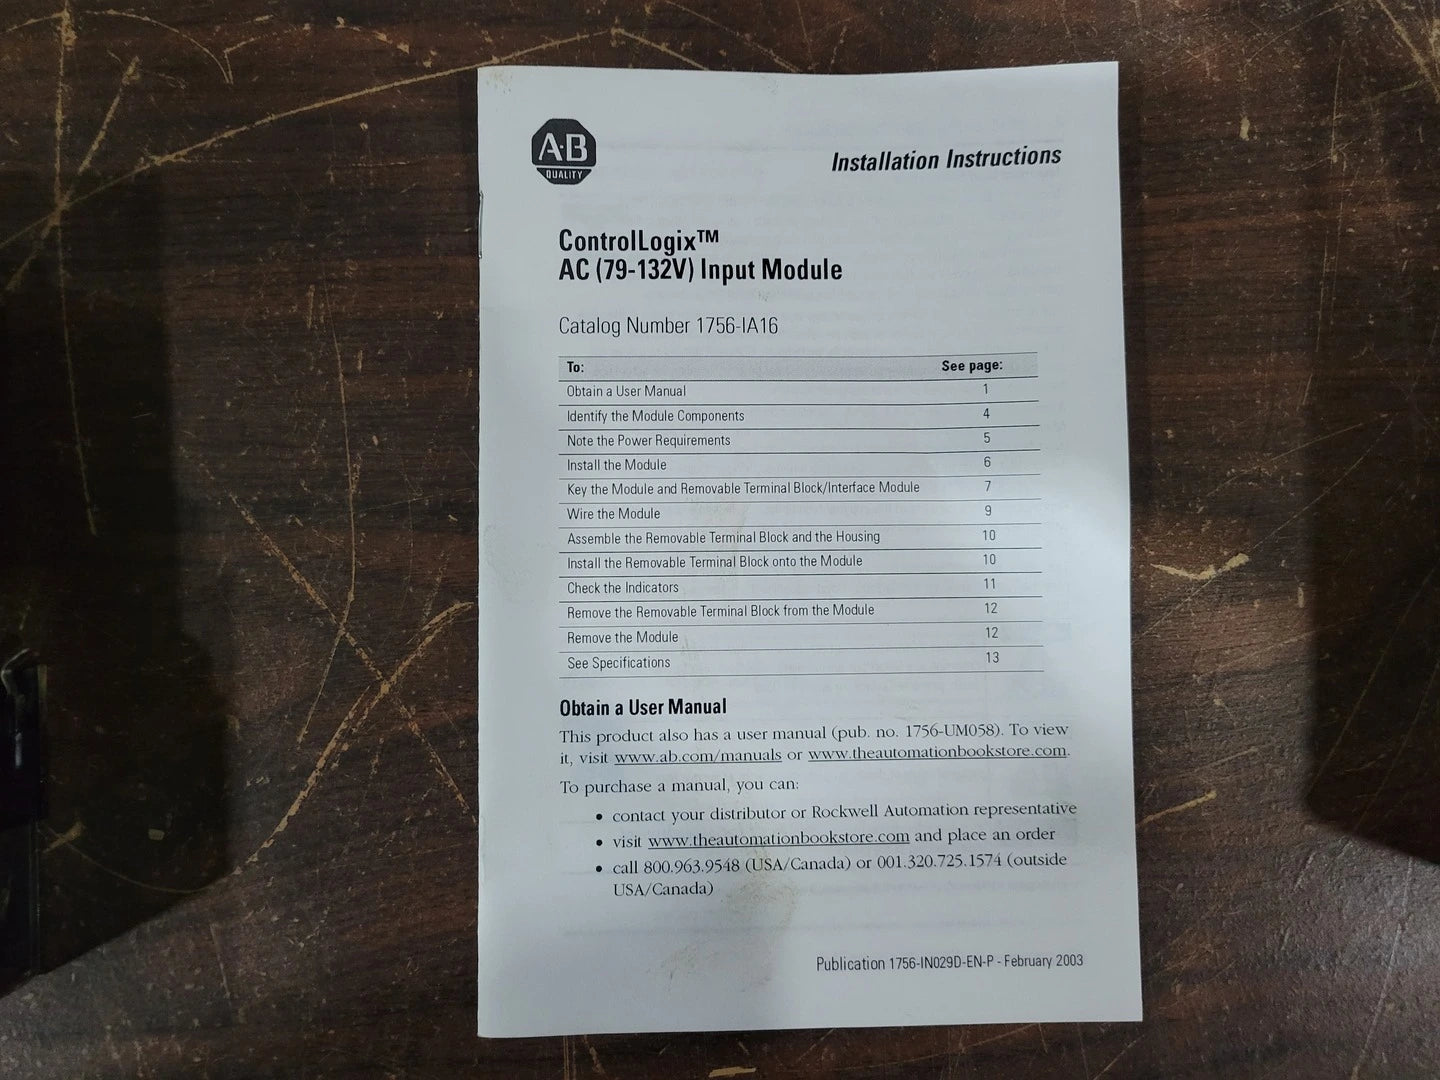 A·B
QUALITY
Installation Instructions
ControlLogix™
AC (79-132V) Input Module
Catalog Number 1756-IA16
To: See page:
Obtain a User Manual 1
Identify the Module Components 4
Note the Power Requirements 5
Install the Module 6
Key the Module and Removable Terminal Block/Interface Module 7
Wire the Module 9
Assemble the Removable Terminal Block and the Housing 10
Install the Removable Terminal Block onto the Module 10
Check the Indicators 11
Remove the Removable Terminal Block from the Module 12
Remove the Module 12
See Specifications 13
Obtain a User Manual
This product also has a user manual (pub. no. 1756-UM058). To view
it, visit www.ab.com/manuals or www.theautomationbookstore.com.
To purchase a manual, you can:
• contact your distributor or Rockwell Automation representative
• visit www.theautomationbookstore.com and place an order
• call 800.963.9548 (USA/Canada) or 001.320.725.1574 (outside
USA/Canada)
Publication 1756-IN029D-EN-P - February 2003